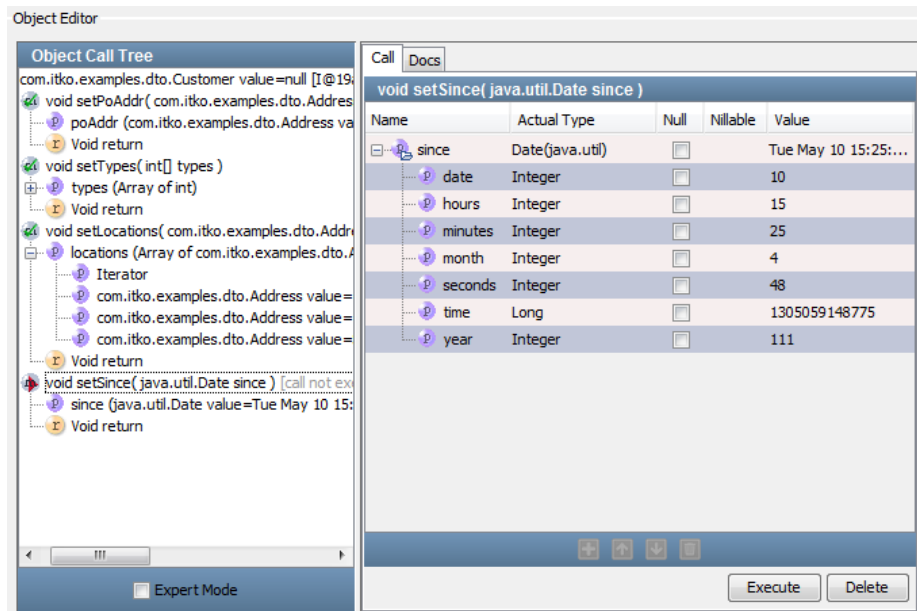 Object Editor
Object Call Tree
com.itko.examples.dto.Customer value=null [I@19
void setPoAddr( com.itko.examples.dto.Addres
poAddr (com.itko.examples.dto.Address va
Void return
void setTypes( int[] types )
types (Array of int)
Void return
void setLocations( com.itko.examples.dto.Addr
locations (Array of com.itko.examples.dto.
Iterator
com.itko.examples.dto.Address value=
com.itko.examples.dto.Address value=
com.itko.examples.dto.Address value=
Void return
void setSince( java.util.Date since ) [call not ex
since (java.util.Date value=Tue May 10 15:
Void return
Expert Mode
Call Docs
void setSince( java.util.Date since )
Name Actual Type Null Nillable Value
since Date(java.util) Tue May 10 15:25:...
date Integer 10
hours Integer 15
minutes Integer 25
month Integer 4
seconds Integer 48
time Long 1305059148775
year Integer 111
Execute Delete